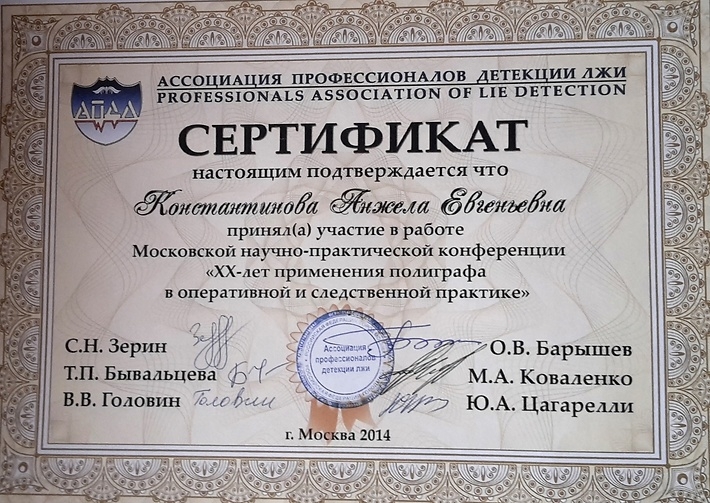 АССОЦИАЦИЯ ПРОФЕССИОНАЛОВ ДЕТЕКЦИИ ЛЖИ
PROFESSIONALS ASSOCIATION OF LIE DETECTION
АПДЛ
СЕРТИФИКАТ
настоящим подтверждается что
Константинова Анжела Евгеньевна
принял(а) участие в работе
Московской научно-практической конференции
«ХХ-лет применения полиграфа
в оперативной и следственной практике»
С.Н. Зерин
Т.П. Бывальцева
В.В. Головин
Головин
Ассоциация
профессионалов
детекции лжи
О.В. Барышев
М.А. Коваленко
Ю.А. Цагарелли
г. Москва 2014